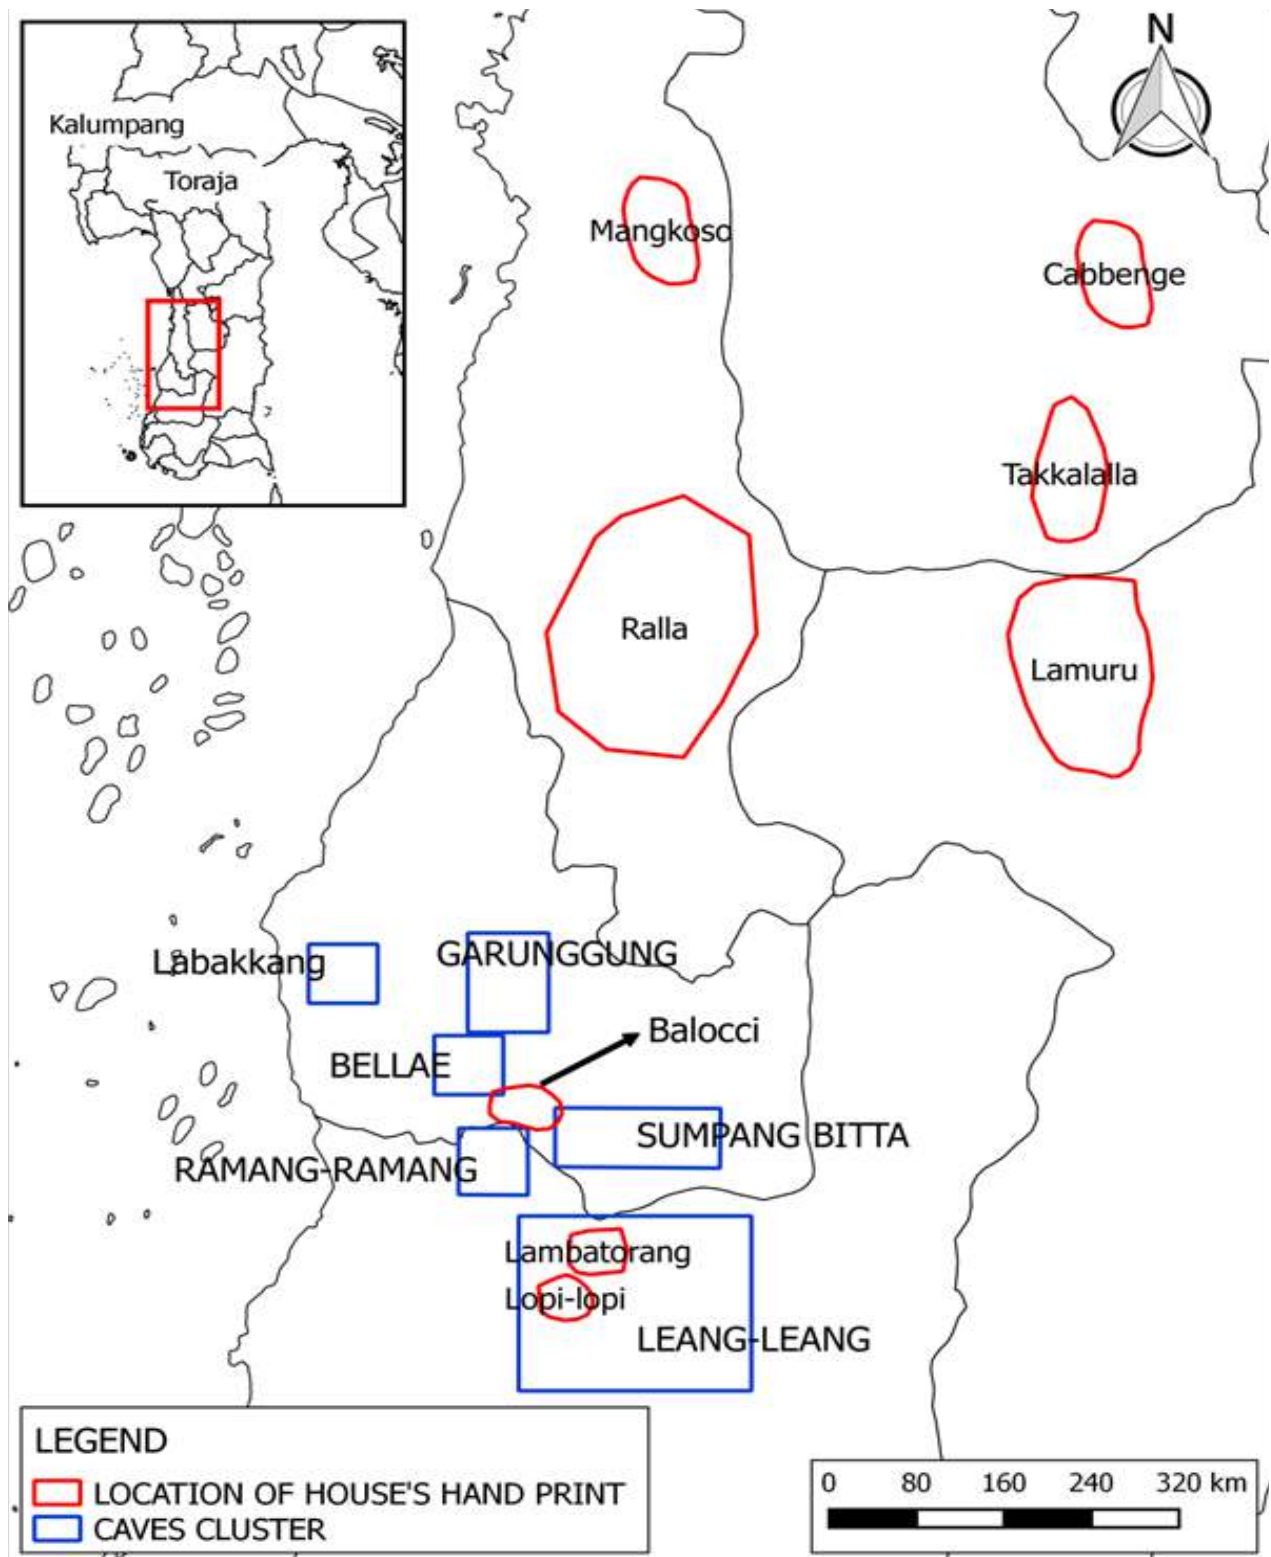 N
Kalumpang
Toraja
Mangkoso
Cabbenge
Takkalalla
Ralla
Lamuru
Labakkang
GARUNGGUNG
Balocci
BELLAE
SUMPANG BITTA
RAMANG-RAMANG
Lambatorang
Lopi-lopi
LEANG-LEANG
LEGEND
LOCATION OF HOUSE'S HAND PRINT
CAVES CLUSTER
0 80 160 240 320 km